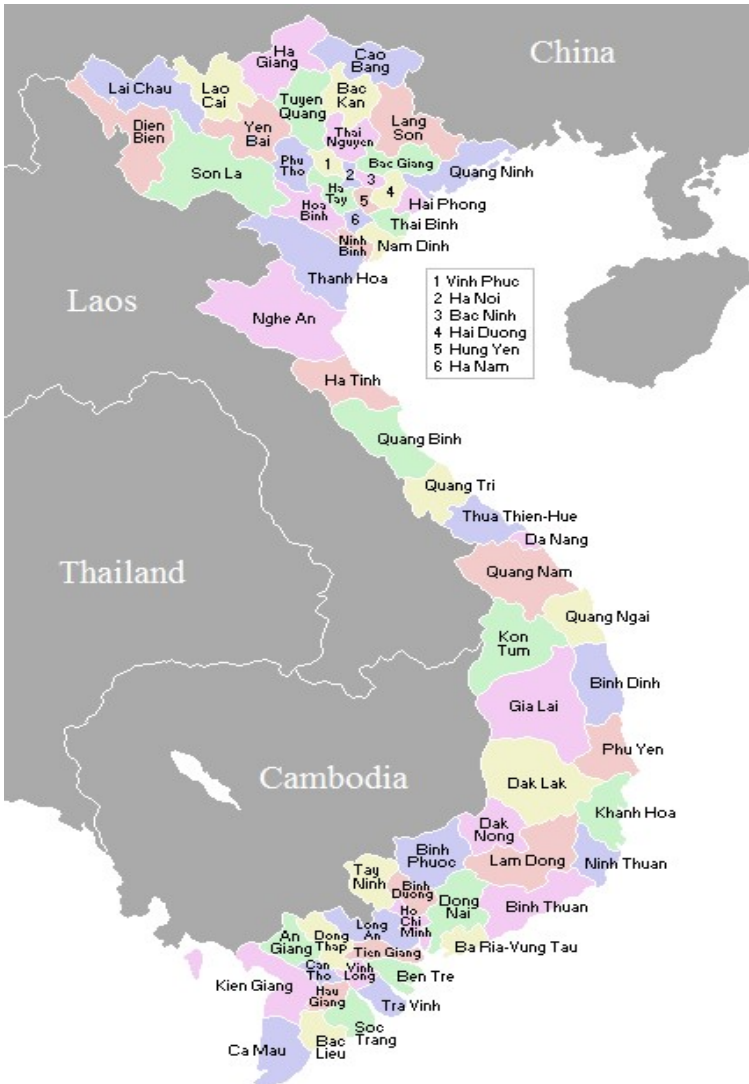 China
Ha
Giang
Cao
Bang
Lai Chau
Lao
Cai
Tuyen
Quang
Bac
Kan
Dien
Bien
Yen
Bai
Thai
Nguyen
Lang
Son
Son La
Phu
Tho
1
2
3
4
5
6
Bac Giang
Quang Ninh
Ha
Tay
Hoa
Binh
Hai Phong
Thai Binh
Ninh
Binh
Nam Dinh
Thanh Hoa
Laos
Nghe An
1 Vinh Phuc
2 Ha Noi
3 Bac Ninh
4 Hai Duong
5 Hung Yen
6 Ha Nam
Ha Tinh
Quang Binh
Quang Tri
Thua Thien-Hue
Da Nang
Thailand
Quang Nam
Quang Ngai
Kon
Tum
Binh Dinh
Gia Lai
Phu Yen
Cambodia
Dak Lak
Khanh Hoa
Dak
Nong
Binh
Phuoc
Lam Dong
Ninh Thuan
Tay
Ninh
Binh
Duong
Dong
Nai
Binh Thuan
Ho
Chi
Minh
Long
An
An
Giang
Dong
Thap
Tien Giang
Ba Ria-Vung Tau
Can
Tho
Vinh
Long
Ben Tre
Kien Giang
Hau
Giang
Tra Vinh
Soc
Trang
Bac
Lieu
Ca Mau